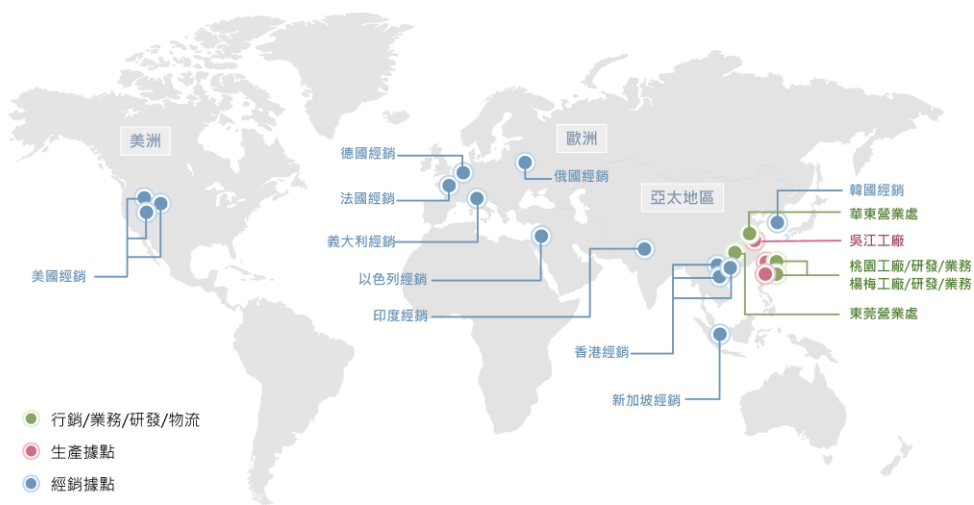 美洲
歐洲
亞太地區
德國經銷
法國經銷
義大利經銷
以色列經銷
印度經銷
美國經銷
俄國經銷
香港經銷
新加坡經銷
韓國經銷
華東營業處
吳江工廠
桃園工廠/研發/業務
楊梅工廠/研發/業務
東莞營業處
行銷/業務/研發/物流
生產據點
經銷據點